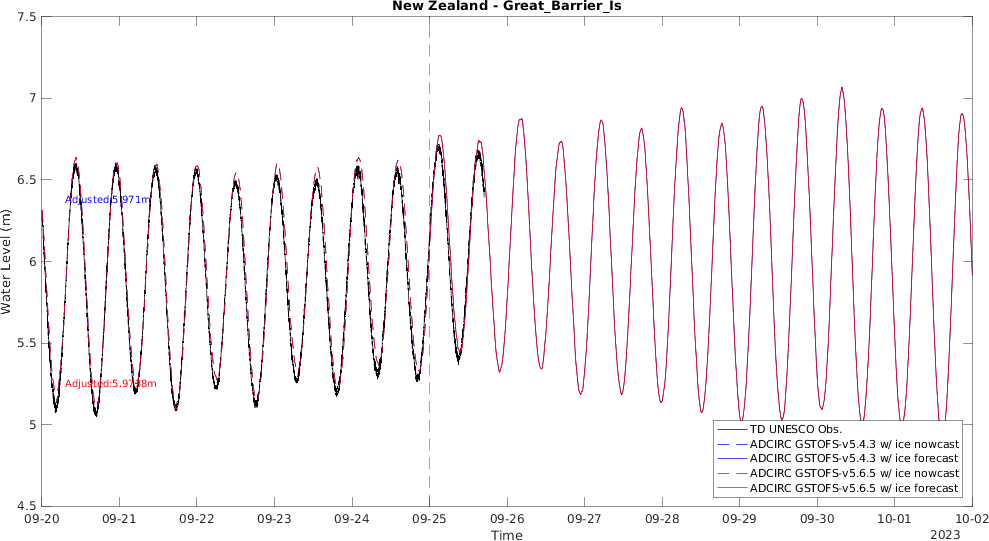 New Zealand - Great_Barrier_Is
7.5
7
6.5
6
5.5
5
4.5
Water Level (m)
Adjusted:5.971m
TD UNESCO Obs.
ADCIRC GSTOFS-v5.4.3 w/ ice nowcast
ADCIRC GSTOFS-v5.4.3 w/ ice forecast
ADCIRC GSTOFS-v5.6.5 w/ ice nowcast
ADCIRC GSTOFS-v5.6.5 w/ ice forecast
09-20 09-21 09-22 09-23 09-24 09-25 09-26 09-27 09-28 09-29 09-30 10-01 10-02
Time
2023